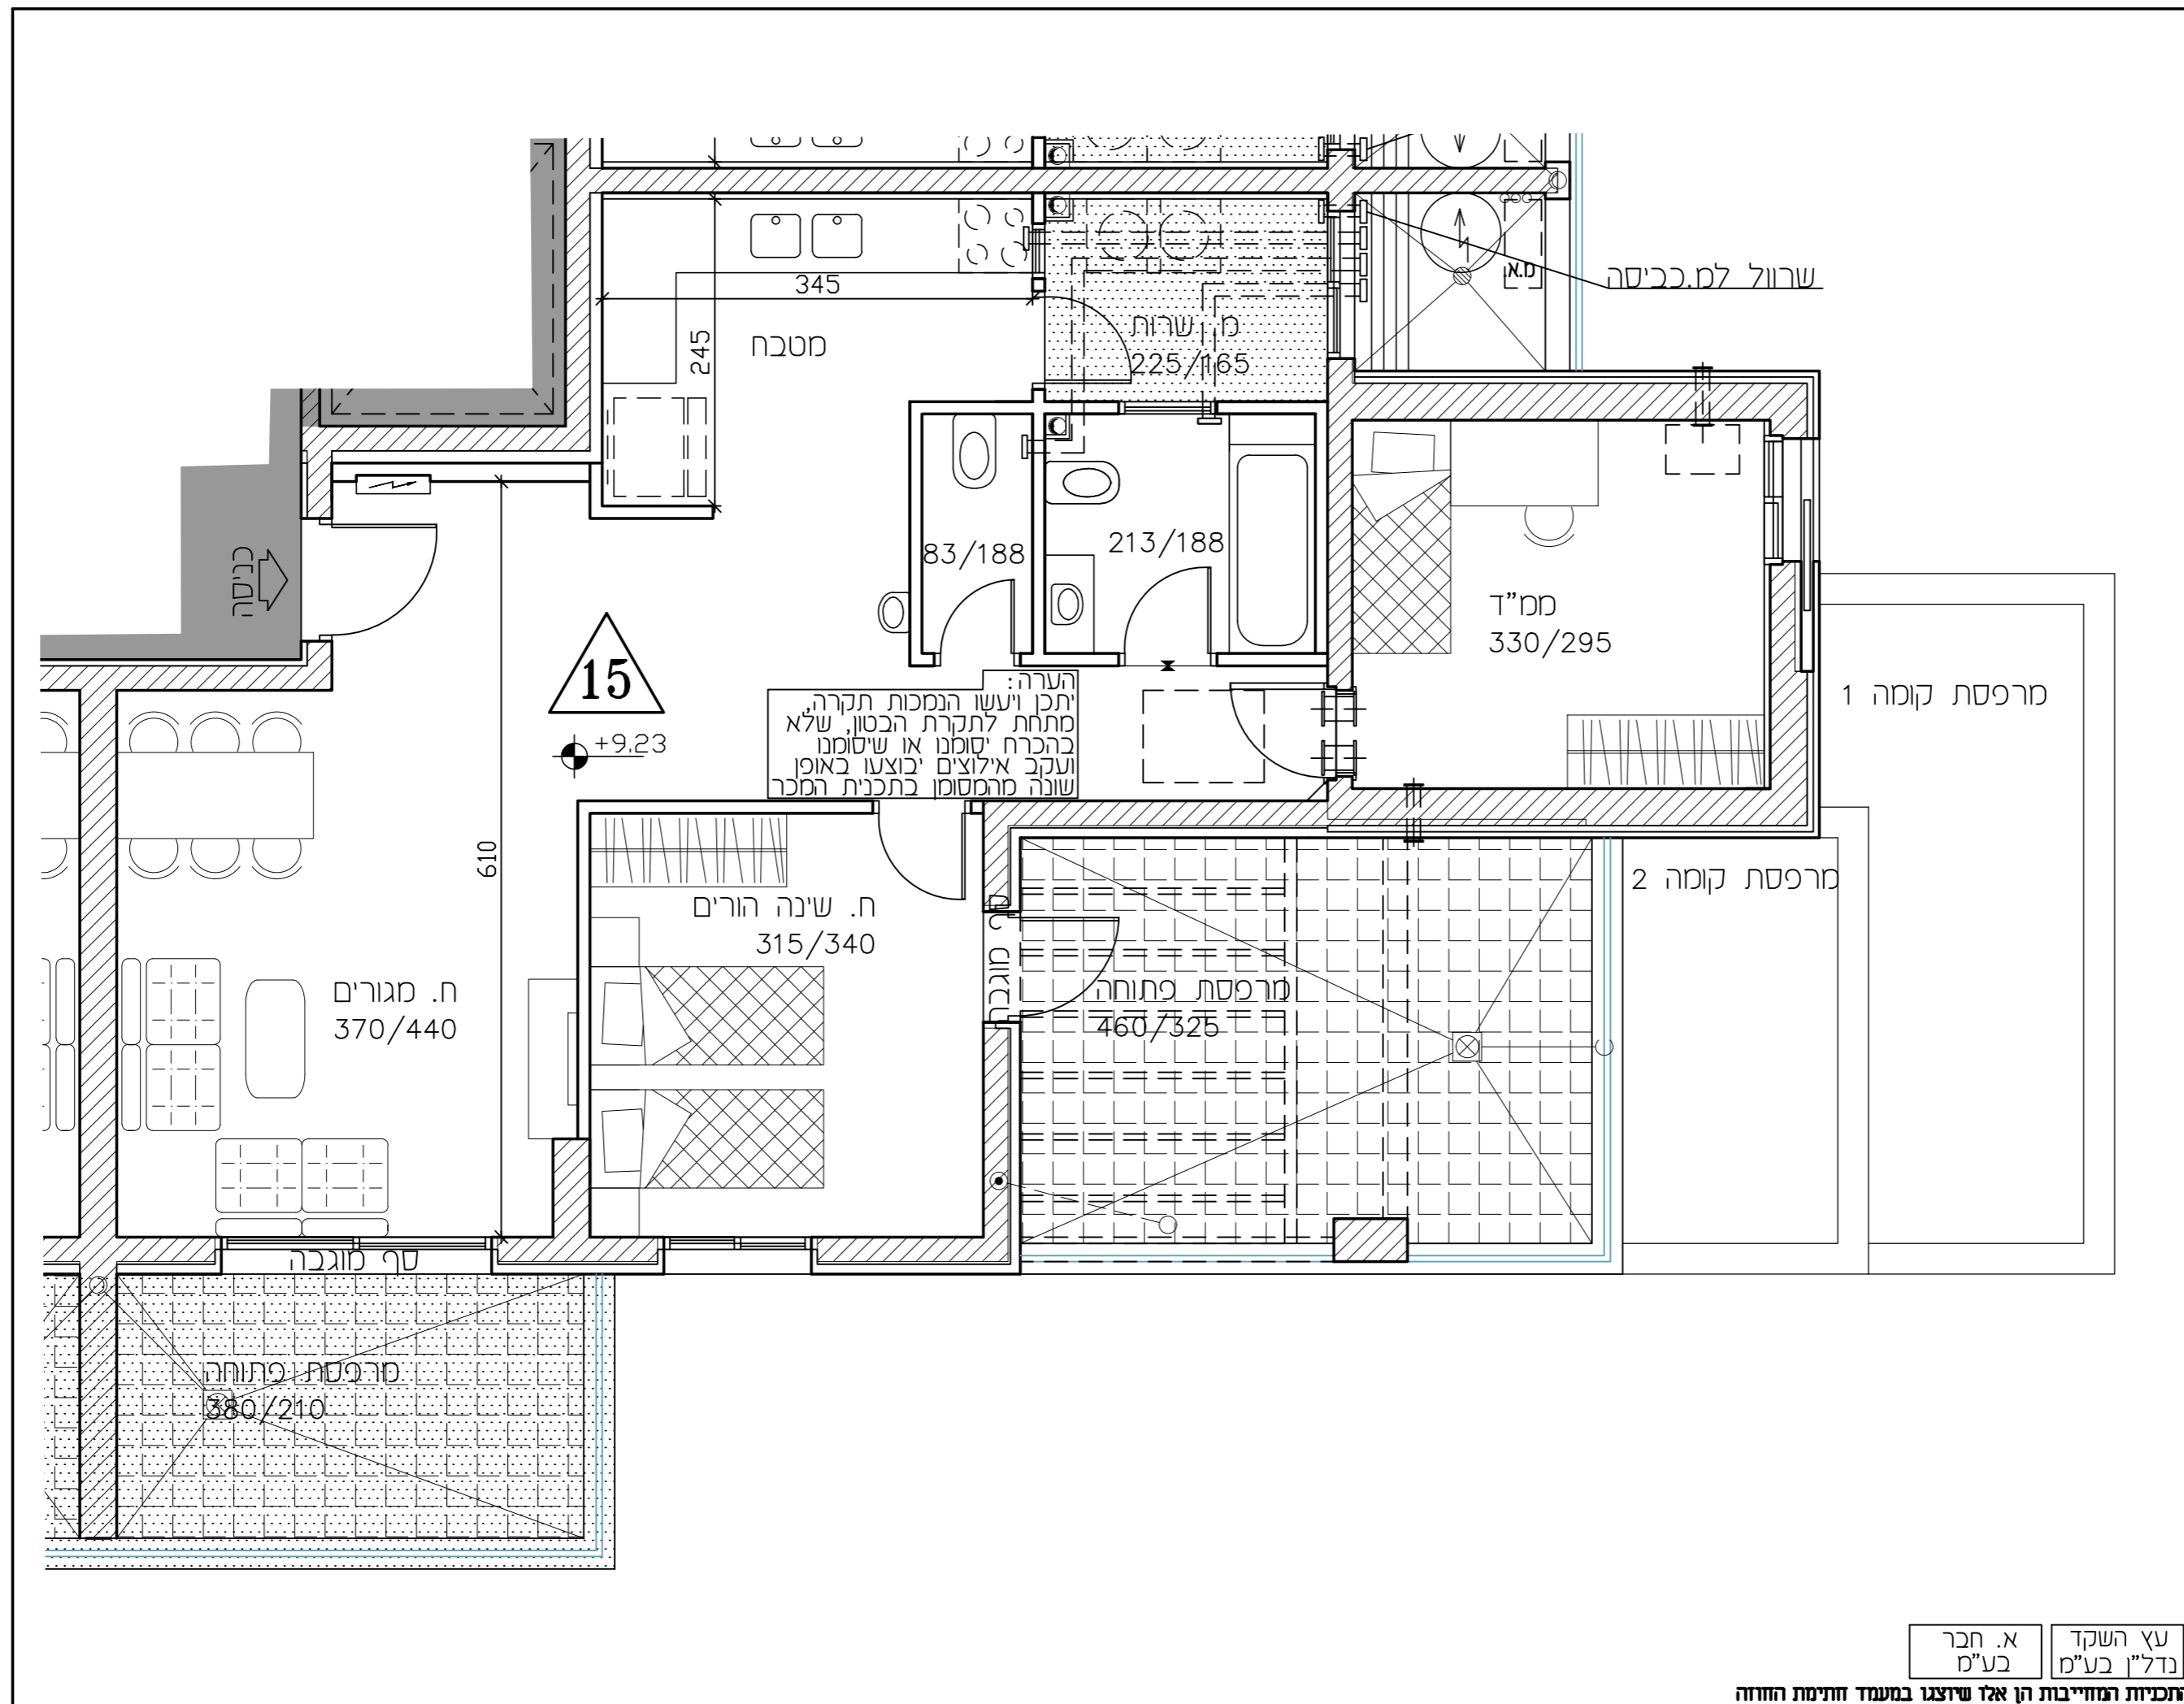 345
245
מטבח
מ. שרות
225/165
מ.א.
שרוול למ.כביסה
כניסה
83/188
213/188
ממ"ד
330/295
מרפסת קומה 1
15
+9.23
הערה:
יתכן ויעשו הנמכות תקרה,
מתחת לתקרת הבטון, שלא
בהכרח יסומנו או שיסומנו
ועקב אילוצים יבוצעו באופן
שונה מהמסומן בתכנית המכר
610
ח. שינה הורים
315/340
מרפסת קומה 2
סף מוגבה
מרפסת פתוחה
460/325
ח. מגורים
370/440
סף מוגבה
מרפסת פתוחה
380/210
עץ השקד
נדל"ן בע"מ
א. חבר
בע"מ
התכניות המחייבות הן אלו שיוצגו במעמד חתימת החוזה